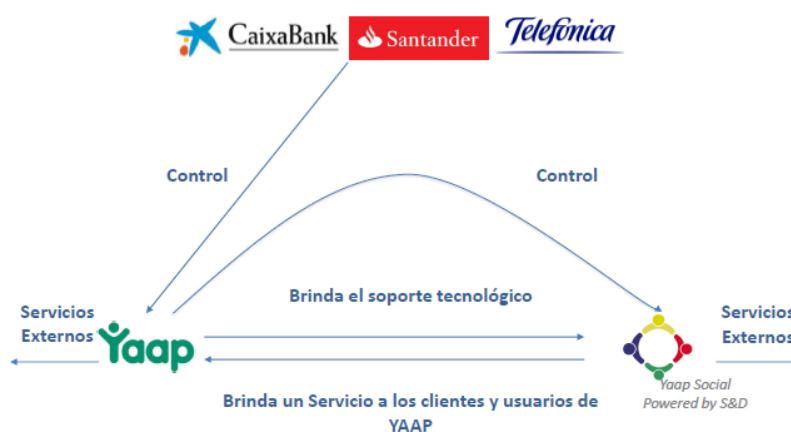 CaixaBank
Santander
Telefónica
Control
Control
Brinda el soporte tecnológico
Servicios
Externos
Yaap
Servicios
Externos
Yaap Social
Powered by S&D
Brinda un Servicio a los clientes y usuarios de
YAAP